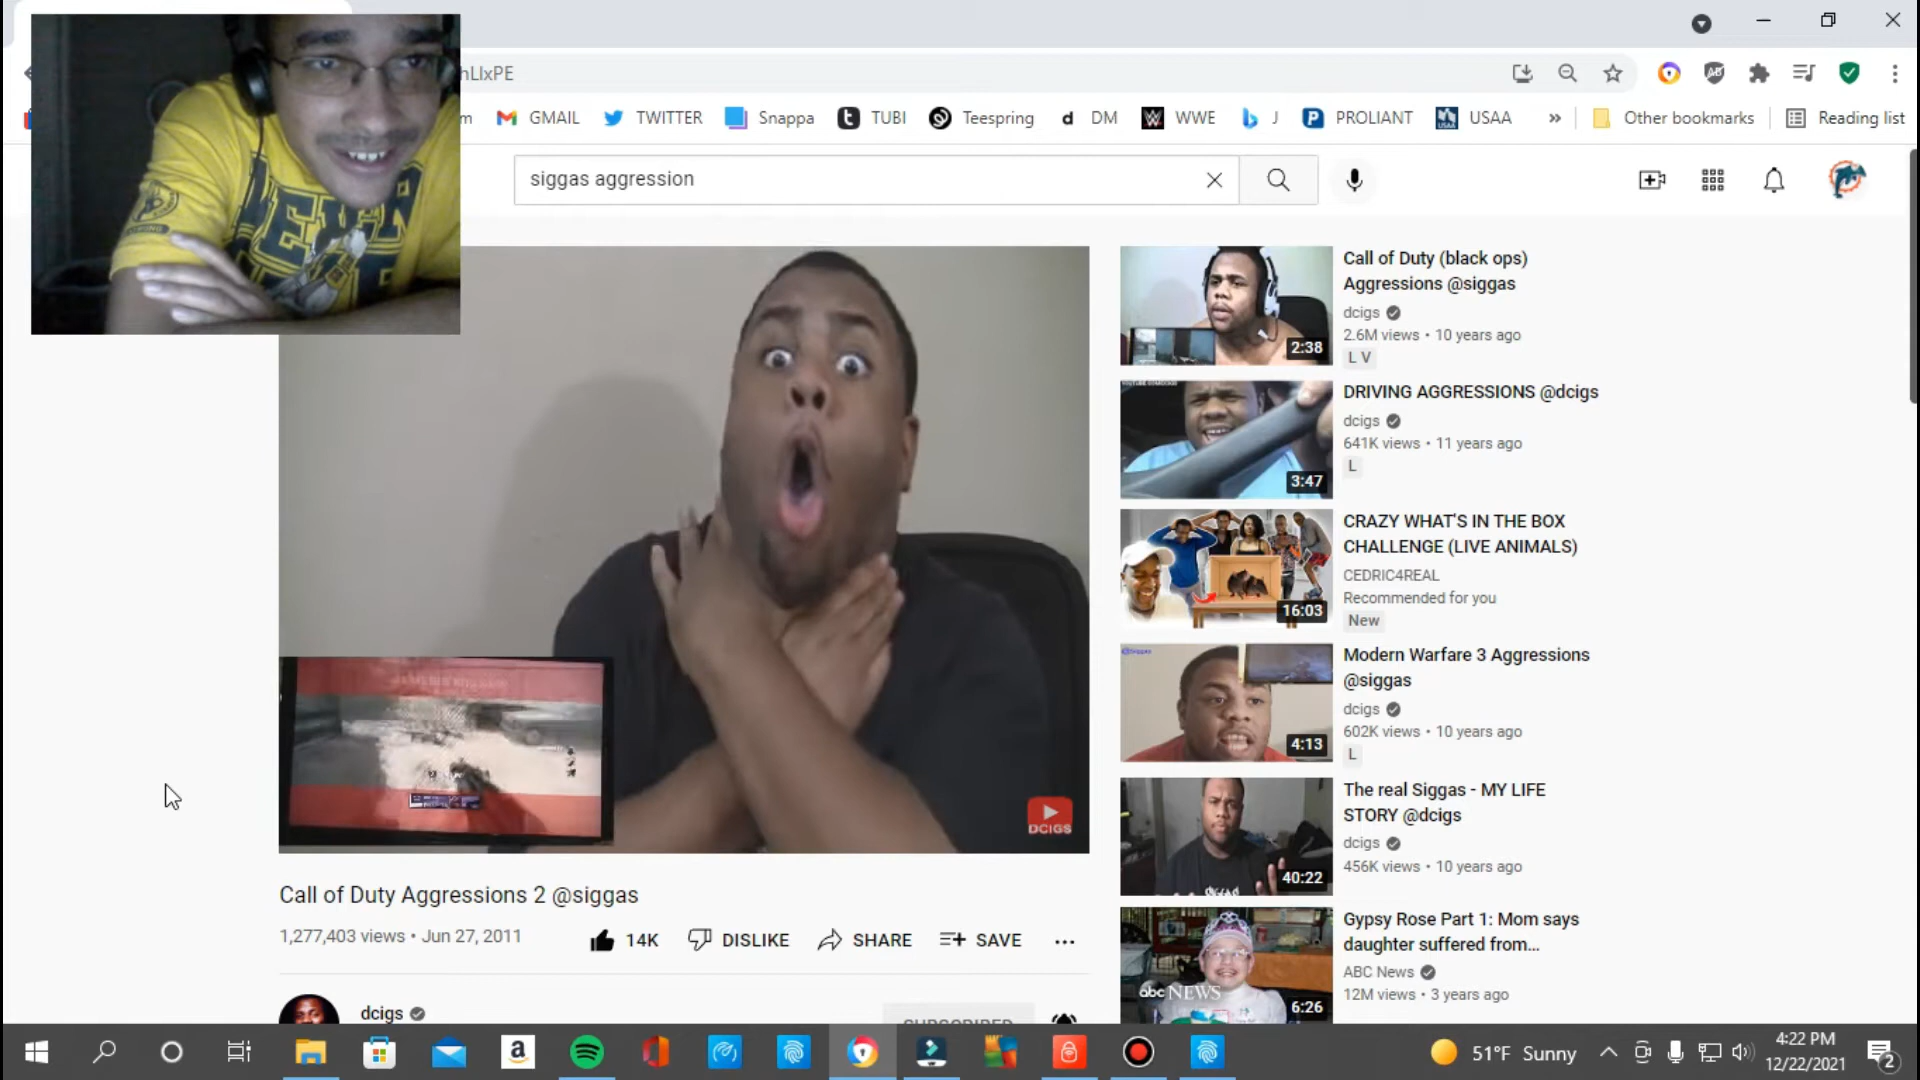 hLIxPE
GMAIL
TWITTER
Snappa
TUBI
Teespring
d DM
WWE
J
PROLIANT
USAA
»
Other bookmarks
Reading list
siggas aggression
DCIGS
Call of Duty Aggressions 2 @siggas
1,277,403 views • Jun 27, 2011
14K
DISLIKE
SHARE
SAVE
dcigs
SUBSCRIBED
2:38
Call of Duty (black ops)
Aggressions @siggas
dcigs
2.6M views • 10 years ago
L V
3:47
DRIVING AGGRESSIONS @dcigs
dcigs
641K views • 11 years ago
L
16:03
CRAZY WHAT'S IN THE BOX
CHALLENGE (LIVE ANIMALS)
CEDRIC4REAL
Recommended for you
New
@Siggas
4:13
Modern Warfare 3 Aggressions
@siggas
dcigs
602K views • 10 years ago
L
40:22
The real Siggas - MY LIFE
STORY @dcigs
dcigs
456K views • 10 years ago
abc NEWS
6:26
Gypsy Rose Part 1: Mom says
daughter suffered from...
ABC News
12M views • 3 years ago
51°F Sunny
4:22 PM
12/22/2021
2